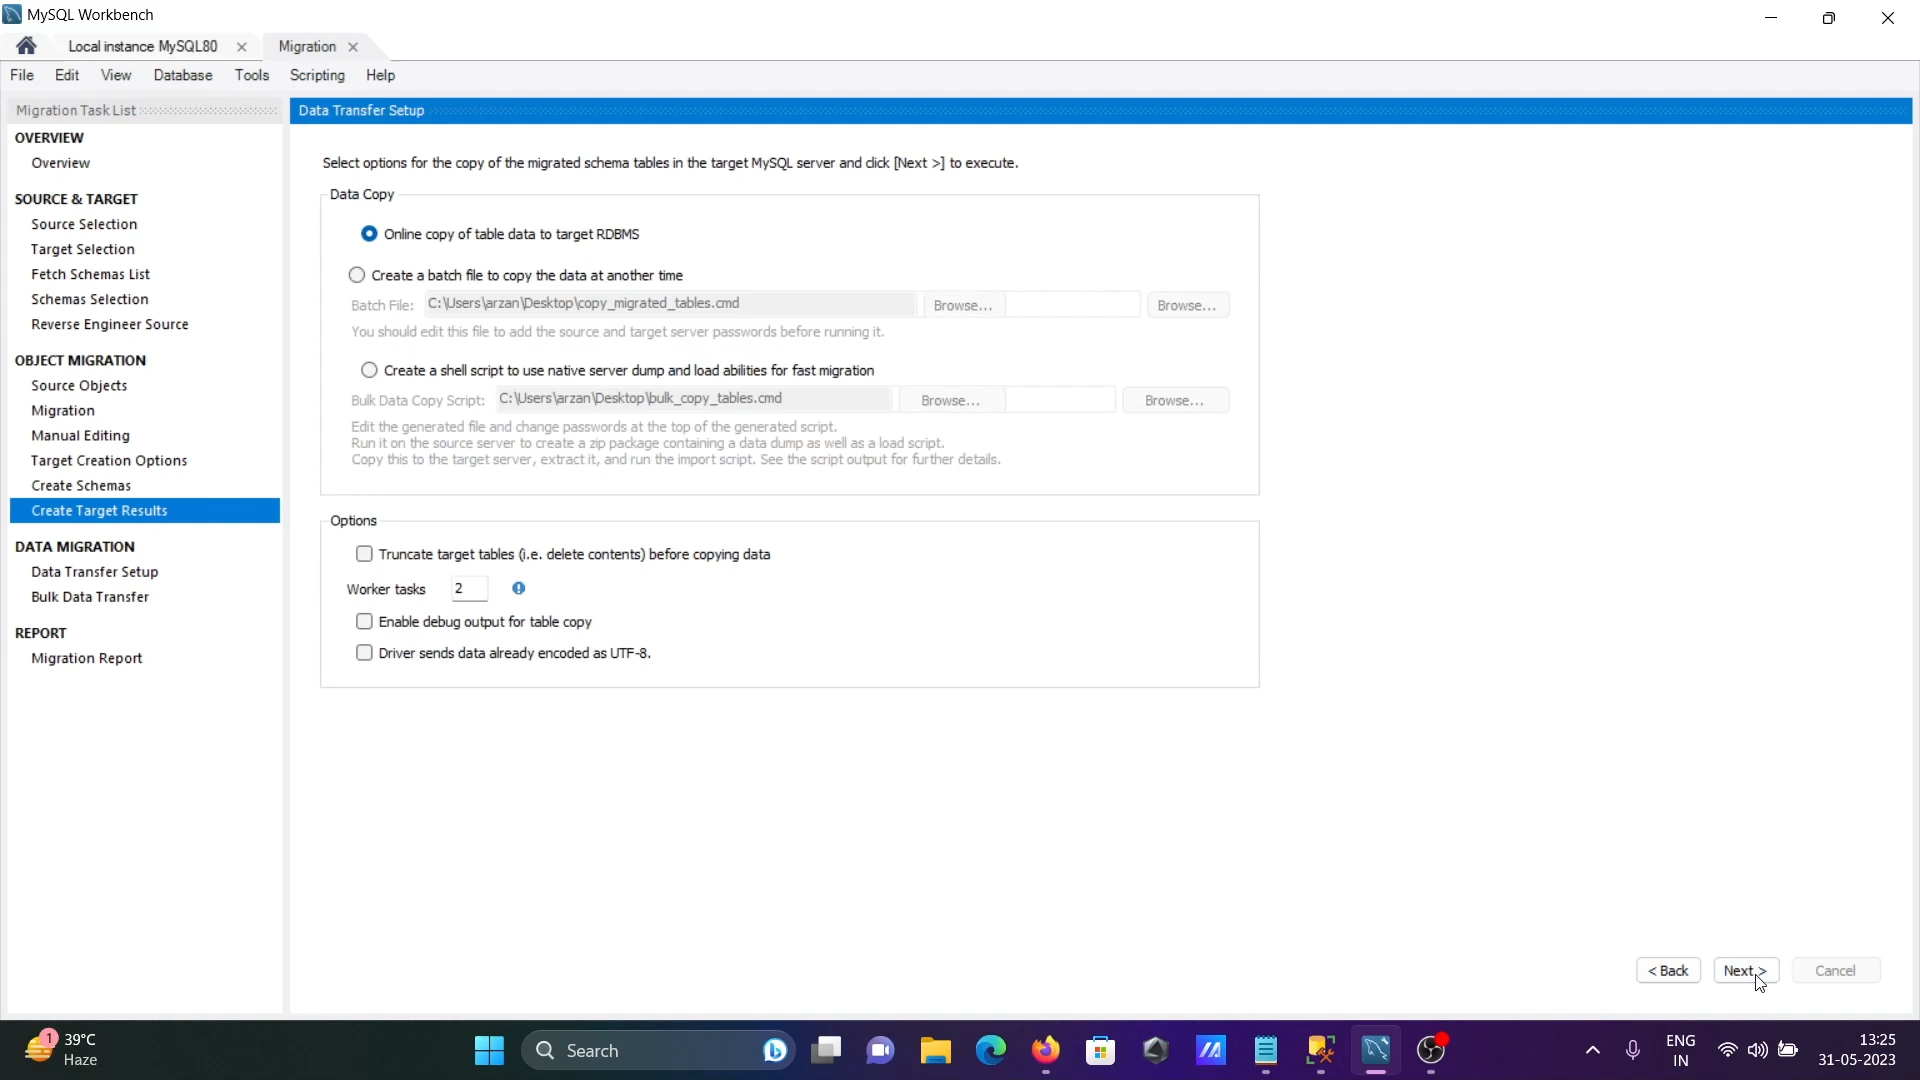 MySQL Workbench
Local instance MySQL80
Migration
File Edit View Database Tools Scripting Help
Migration Task List
OVERVIEW
Overview
SOURCE & TARGET
Source Selection
Target Selection
Fetch Schemas List
Schemas Selection
Reverse Engineer Source
OBJECT MIGRATION
Source Objects
Migration
Manual Editing
Target Creation Options
Create Schemas
Create Target Results
DATA MIGRATION
Data Transfer Setup
Bulk Data Transfer
REPORT
Migration Report
Data Transfer Setup
Select options for the copy of the migrated schema tables in the target MySQL server and click [Next >] to execute.
Data Copy
Online copy of table data to target RDBMS
Create a batch file to copy the data at another time
Batch File: C:\Users\arzan\Desktop\copy_migrated_tables.cmd Browse... Browse...
You should edit this file to add the source and target server passwords before running it.
Create a shell script to use native server dump and load abilities for fast migration
Bulk Data Copy Script: C:\Users\arzan\Desktop\bulk_copy_tables.cmd Browse... Browse...
Edit the generated file and change passwords at the top of the generated script.
Run it on the source server to create a zip package containing a data dump as well as a load script.
Copy this to the target server, extract it, and run the import script. See the script output for further details.
Options
Truncate target tables (i.e. delete contents) before copying data
Worker tasks 2
Enable debug output for table copy
Driver sends data already encoded as UTF-8.
< Back Next > Cancel
1
39°C
Haze
Search
ENG
IN
13:25
31-05-2023